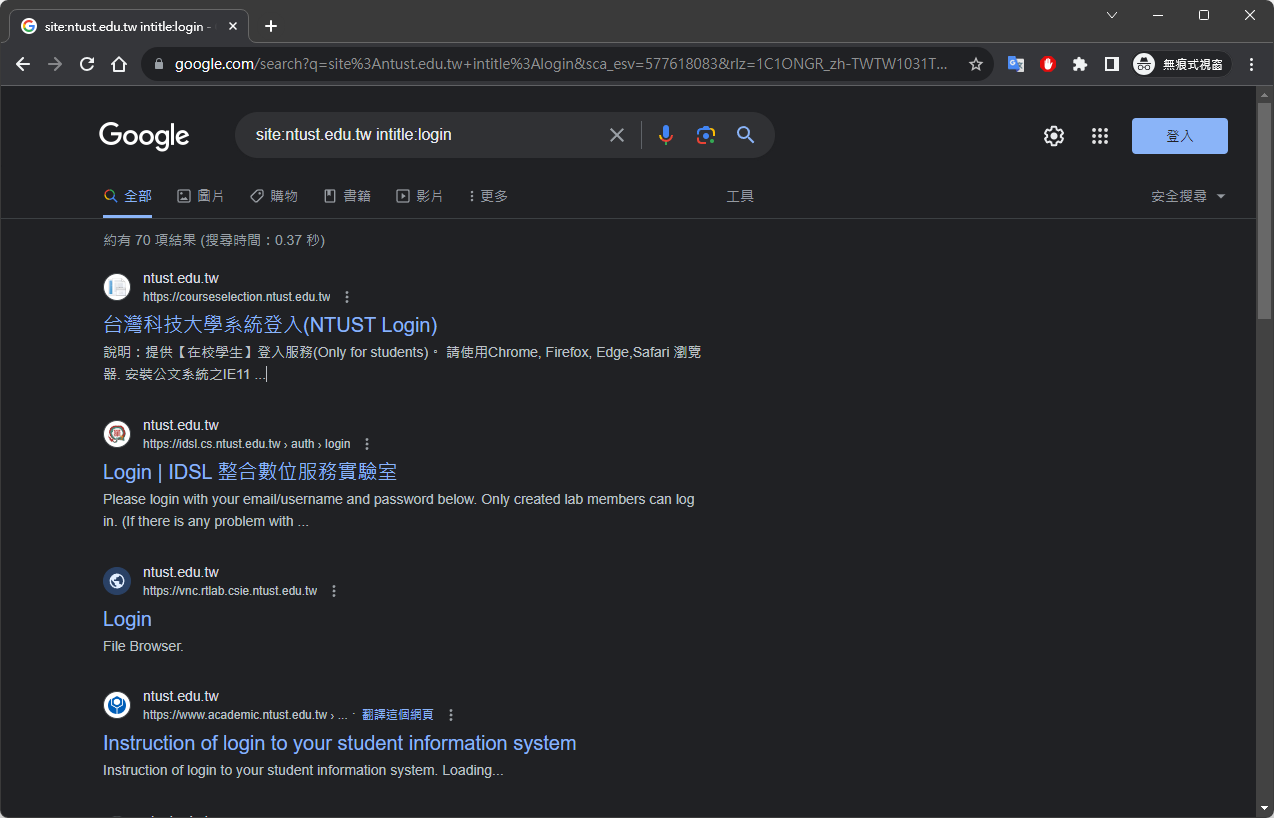 site:ntust.edu.tw intitle:login -
google.com/search?q=site%3Antust.edu.tw+intitle%3Alogin&sca_esv=577618083&rlz=1C1ONGR_zh-TWTW1031T...
無痕式視窗
Google
site:ntust.edu.tw intitle:login
登入
全部
圖片
購物
書籍
影片
更多
工具
安全搜尋
約有 70 項結果 (搜尋時間：0.37 秒)
ntust.edu.tw
https://courseselection.ntust.edu.tw
台灣科技大學系統登入(NTUST Login)
說明：提供【在校學生】登入服務(Only for students)。 請使用Chrome, Firefox, Edge,Safari 瀏覽
器. 安裝公文系統之IE11 ...
ntust.edu.tw
https://idsl.cs.ntust.edu.tw › auth › login
Login | IDSL 整合數位服務實驗室
Please login with your email/username and password below. Only created lab members can log
in. (If there is any problem with ...
ntust.edu.tw
https://vnc.rtlab.csie.ntust.edu.tw
Login
File Browser.
ntust.edu.tw
https://www.academic.ntust.edu.tw › ... · 翻譯這個網頁
Instruction of login to your student information system
Instruction of login to your student information system. Loading...